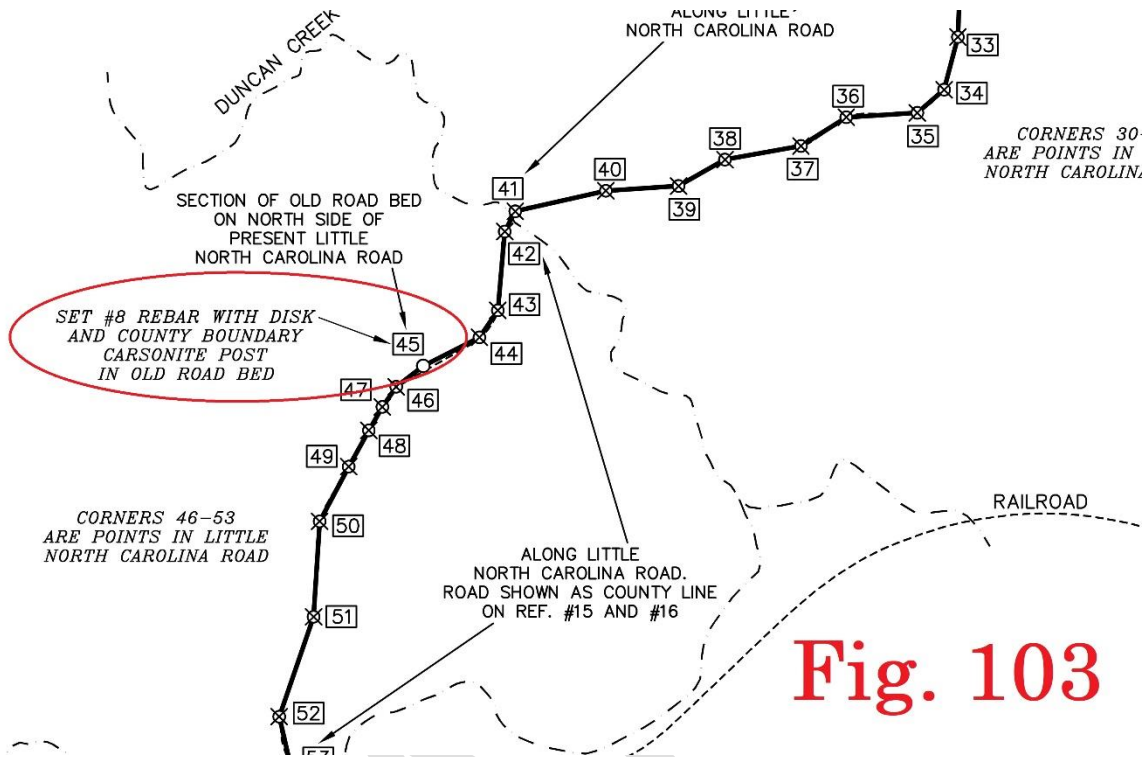 ALONG LITTLE
NORTH CAROLINA ROAD
DUNCAN CREEK
33
34
35
36
37
38
39
40
41
42
43
44
CORNERS 30-
ARE POINTS IN
NORTH CAROLINA
SECTION OF OLD ROAD BED
ON NORTH SIDE OF
PRESENT LITTLE
NORTH CAROLINA ROAD
SET #8 REBAR WITH DISK
AND COUNTY BOUNDARY
CARSONITE POST
IN OLD ROAD BED
45
46
47
48
49
50
51
52
53
CORNERS 46-53
ARE POINTS IN LITTLE
NORTH CAROLINA ROAD
ALONG LITTLE
NORTH CAROLINA ROAD.
ROAD SHOWN AS COUNTY LINE
ON REF. #15 AND #16
RAILROAD
Fig. 103